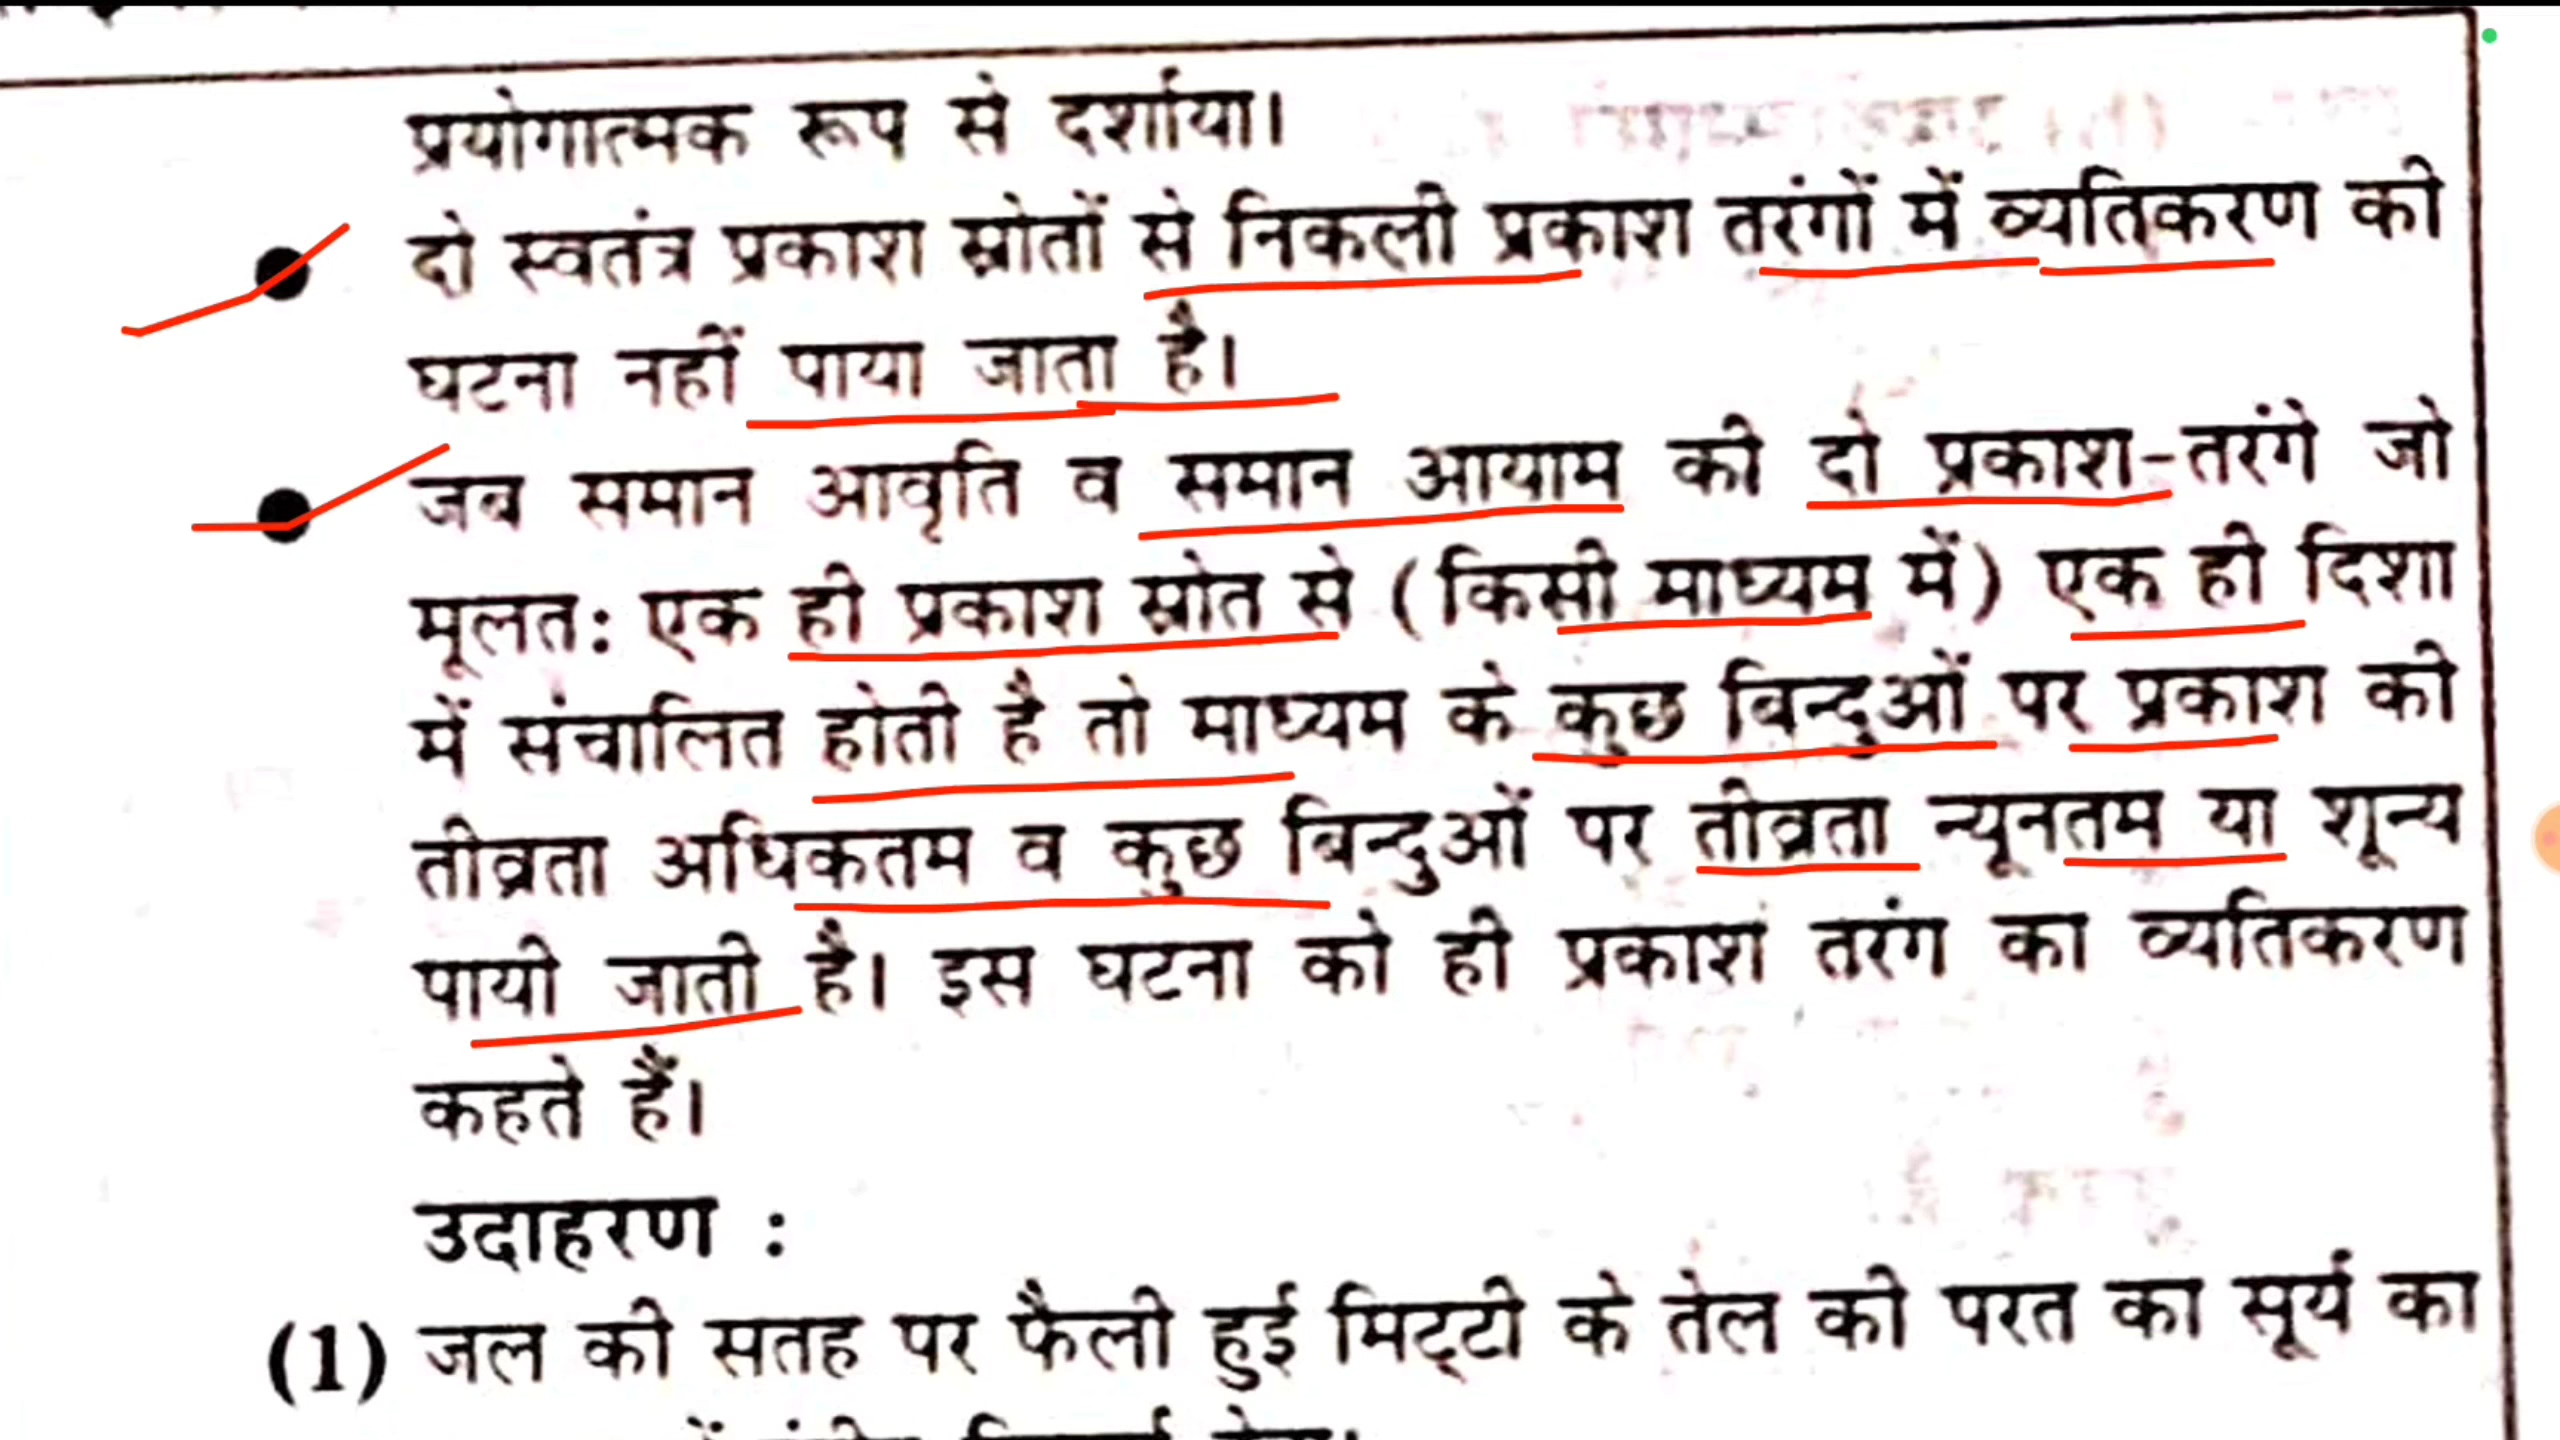 प्रयोगात्मक रूप से दर्शाया।
● दो स्वतंत्र प्रकाश स्रोतों से निकली प्रकाश तरंगों में व्यतिकरण की
घटना नहीं पाया जाता है।
● जब समान आवृति व समान आयाम की दो प्रकाश-तरंगे जो
मूलतः एक ही प्रकाश स्रोत से (किसी माध्यम में) एक ही दिशा
में संचालित होती है तो माध्यम के कुछ बिन्दुओं पर प्रकाश की
तीव्रता अधिकतम व कुछ बिन्दुओं पर तीव्रता न्यूनतम या शून्य
पायी जाती है। इस घटना को ही प्रकाश तरंग का व्यतिकरण
कहते हैं।
उदाहरण :
(1) जल की सतह पर फैली हुई मिट्टी के तेल की परत का सूर्य का